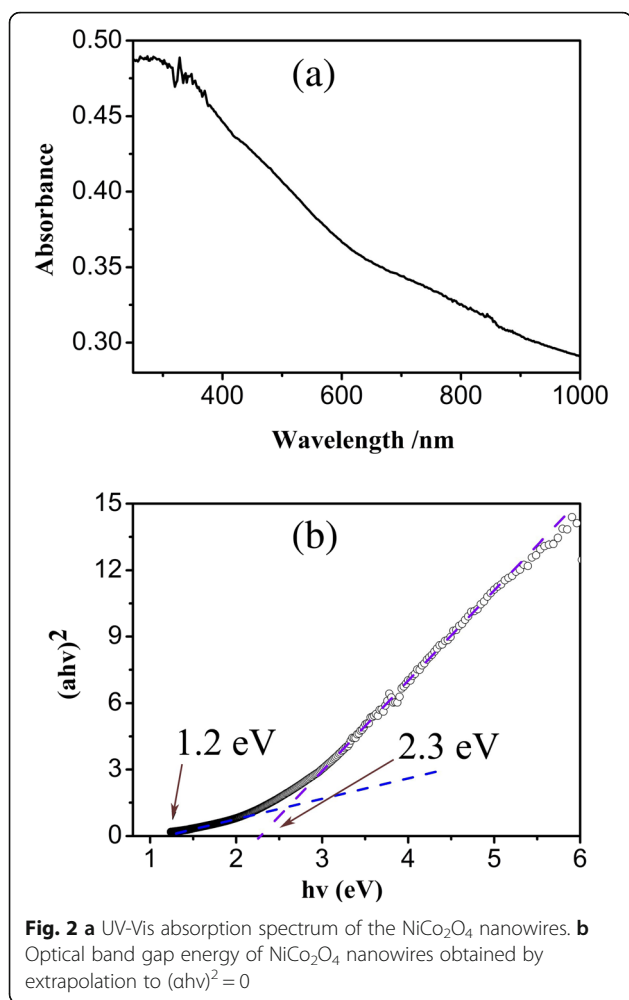 (a)
0.50
0.45
0.40
0.35
0.30
Absorbance
400 600 800 1000
Wavelength /nm
(b)
15
12
9
6
3
0
(ahv)²
1.2 eV
2.3 eV
1 2 3 4 5 6
hv (eV)
Fig. 2 a UV-Vis absorption spectrum of the NiCo₂O₄ nanowires. b
Optical band gap energy of NiCo₂O₄ nanowires obtained by
extrapolation to (αhv)² = 0